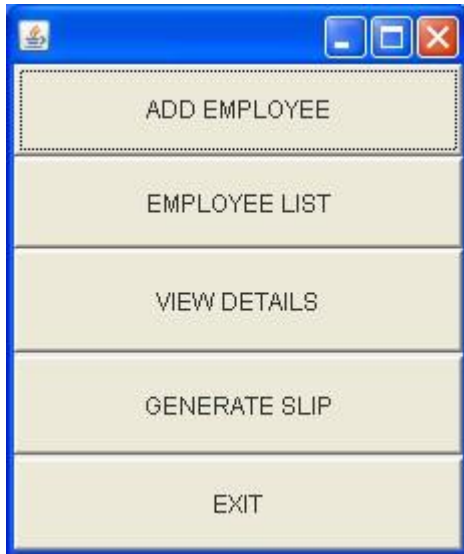 ADD EMPLOYEE
EMPLOYEE LIST
VIEW DETAILS
GENERATE SLIP
EXIT